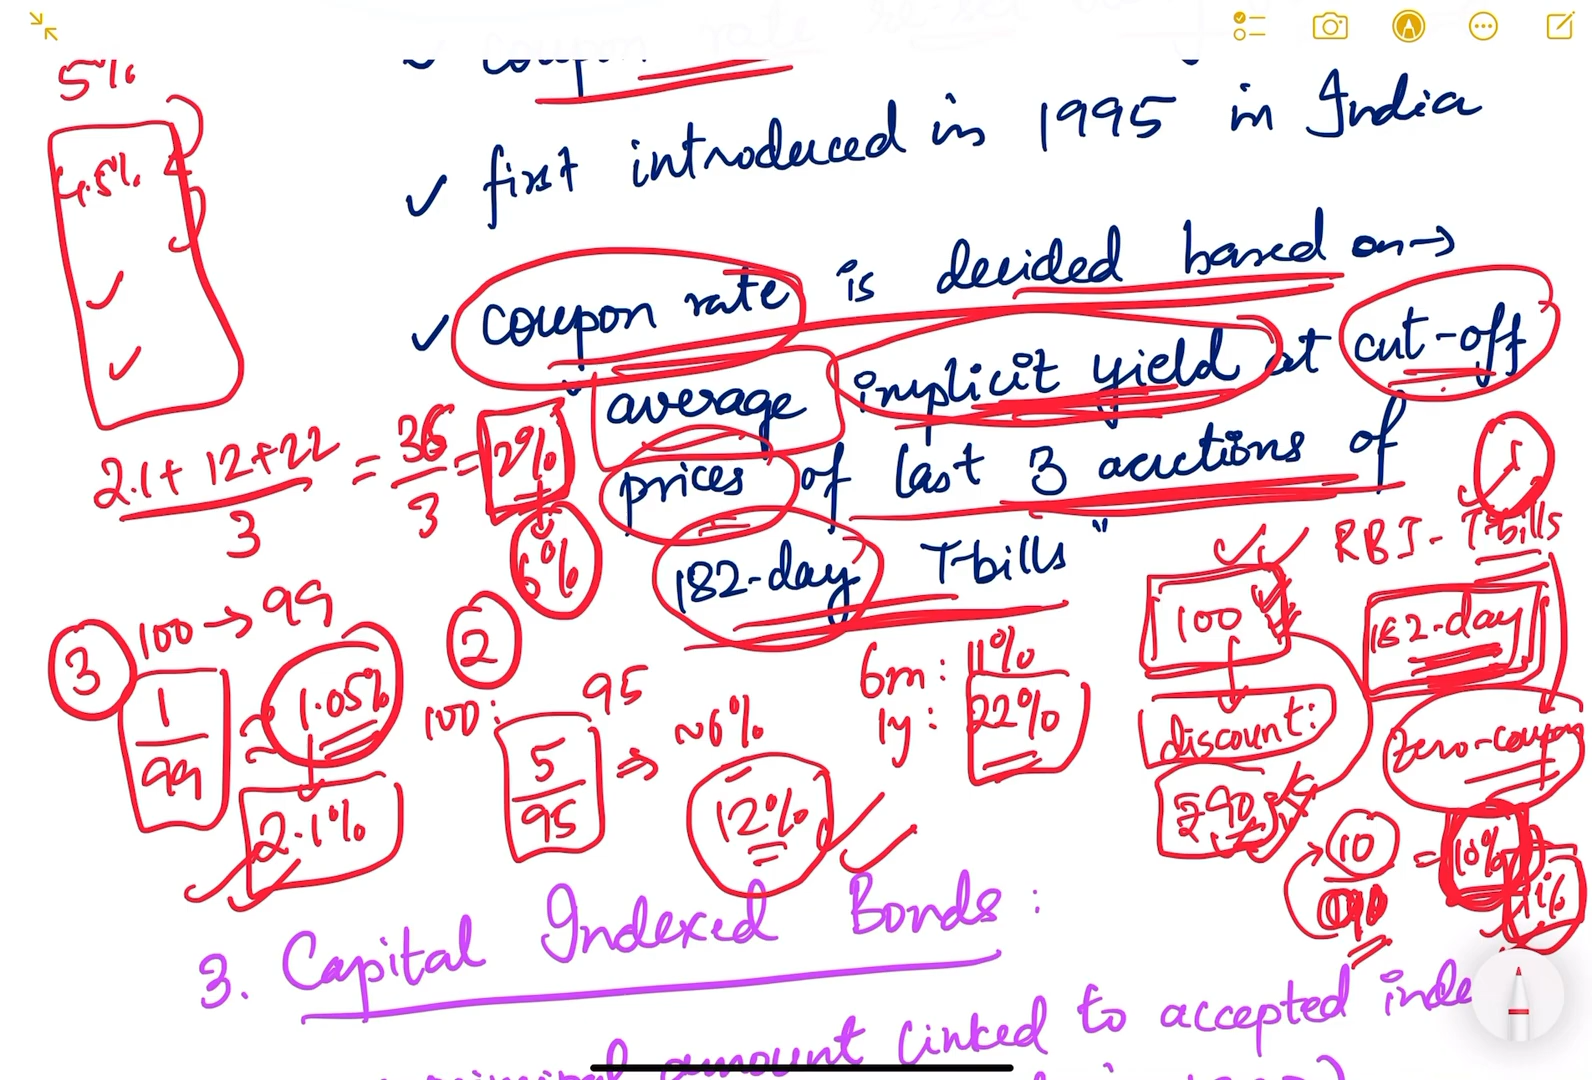 5%
4.5%
✓ first introduced in 1995 in India
✓ coupon rate is decided based on →
average implicit yield at cut-off
prices of last 3 auctions of
182-day T-bills"
2.1 + 12 + 22 / 3 = 36 / 3 = 12%
6%
3
100 → 99
1 / 99 ≈ 1.05%
2.1%
2
100: 95
5 / 95 ⇒ ~6%
12%
6m: 11%
1y: 22%
RBI - T-bills
182-day
zero-coupon
100
discount:
₹90
10 / 90 = 10%
11%
3. Capital Indexed Bonds:
principal amount linked to accepted inde